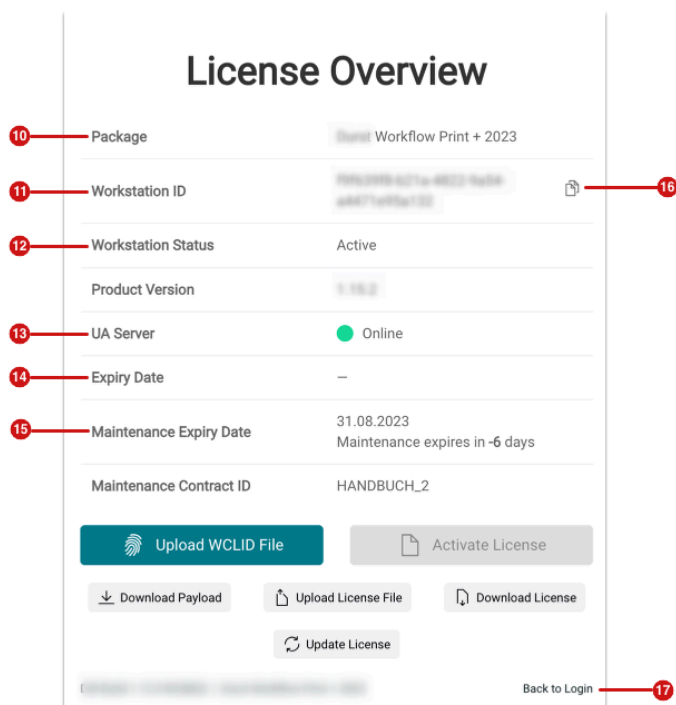 License Overview
10 Package Workflow Print + 2023
11 Workstation ID 16
12 Workstation Status Active
Product Version
13 UA Server Online
14 Expiry Date –
15 Maintenance Expiry Date 31.08.2023
Maintenance expires in -6 days
Maintenance Contract ID HANDBUCH_2
Upload WCLID File Activate License
Download Payload Upload License File Download License
Update License
Back to Login 17